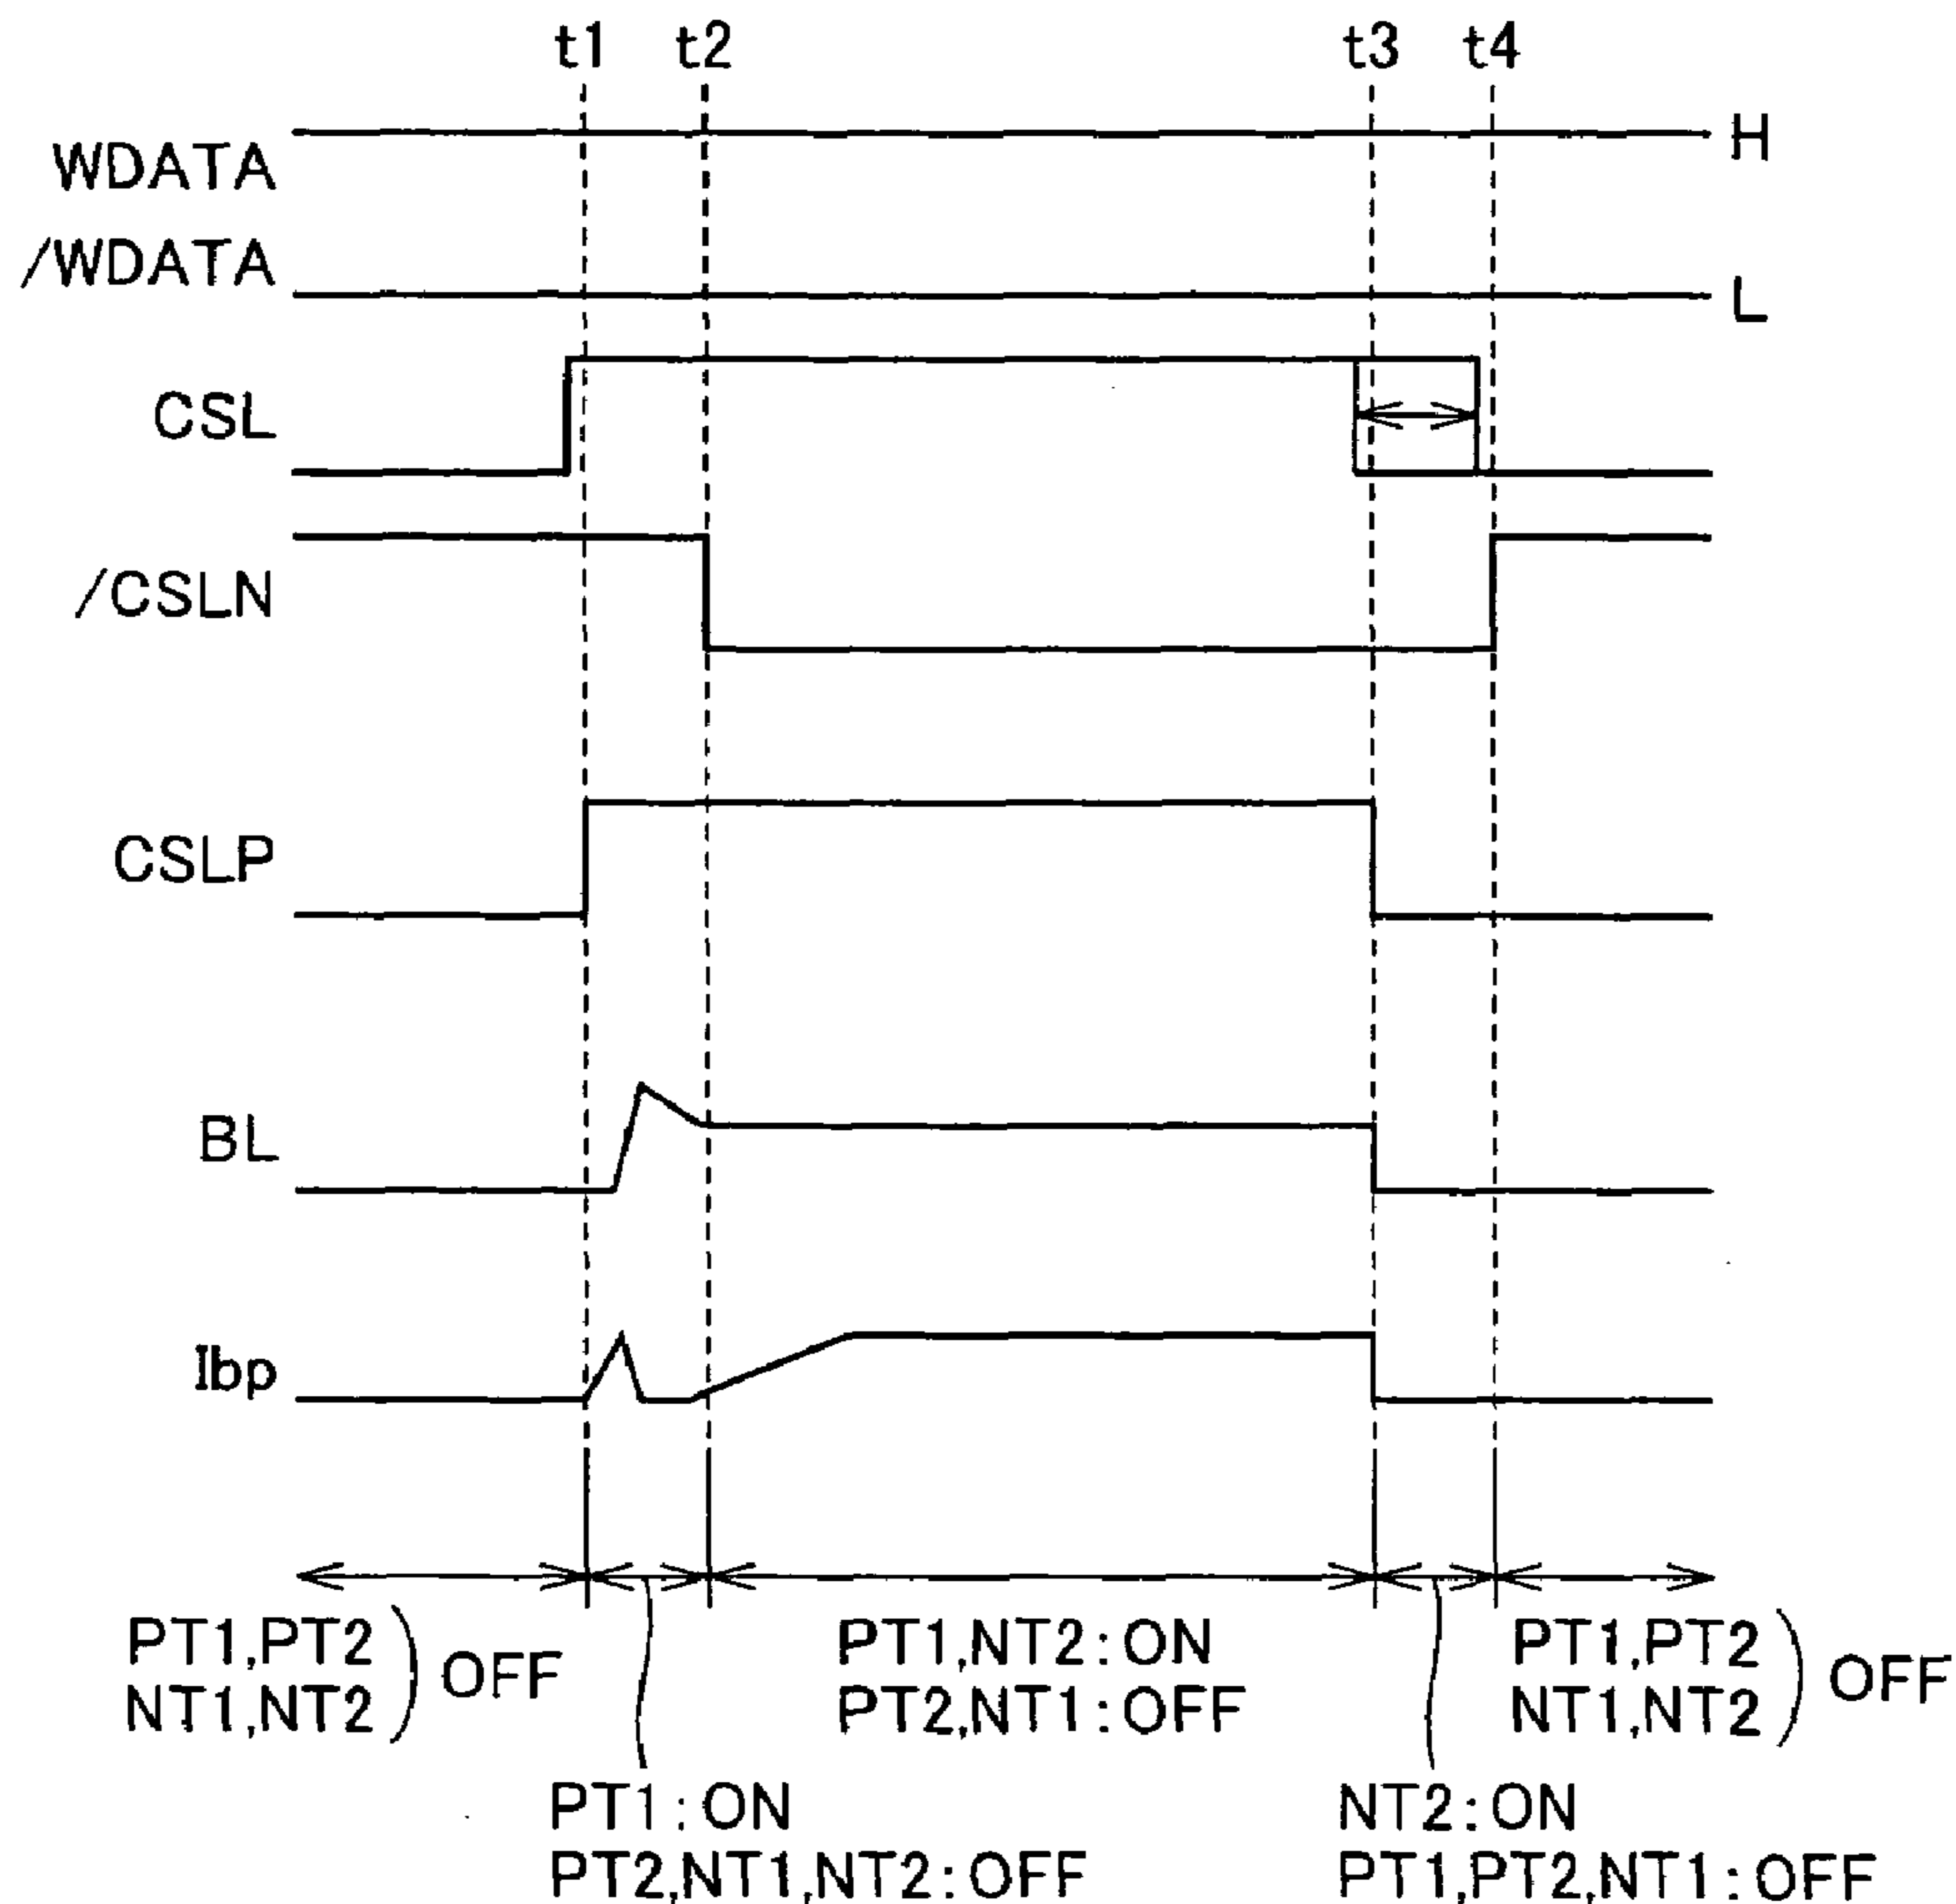 t1 t2 t3 t4
WDATA H
/WDATA L
CSL
/CSLN
CSLP
BL
Ibp
PT1,PT2
NT1,NT2 ) OFF
PT1,NT2:ON
PT2,NT1:OFF
PT1,PT2
NT1,NT2 ) OFF
PT1:ON
PT2,NT1,NT2:OFF
NT2:ON
PT1,PT2,NT1:OFF